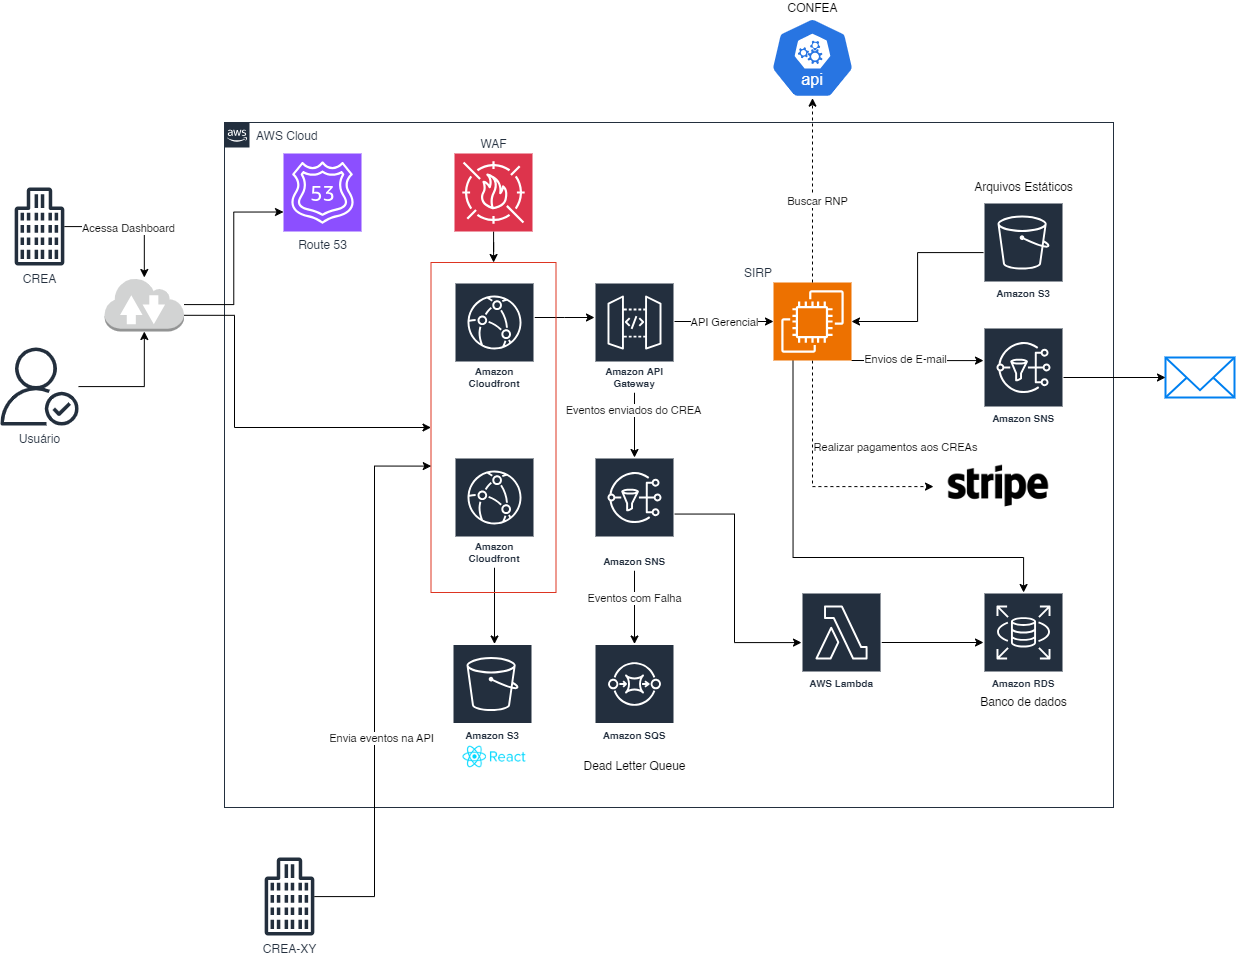 CONFEA
api
aws
AWS Cloud
WAF
53
Route 53
Acessa Dashboard
CREA
Buscar RNP
Arquivos Estáticos
Amazon S3
SIRP
API Gerencial
Amazon
Cloudfront
Amazon API
Gateway
Envios de E-mail
Amazon SNS
Usuário
Eventos enviados do CREA
Realizar pagamentos aos CREAs
stripe
Amazon
Cloudfront
Amazon SNS
Eventos com Falha
AWS Lambda
Amazon RDS
Banco de dados
Envia eventos na API
Amazon S3
React
Amazon SQS
Dead Letter Queue
CREA-XY